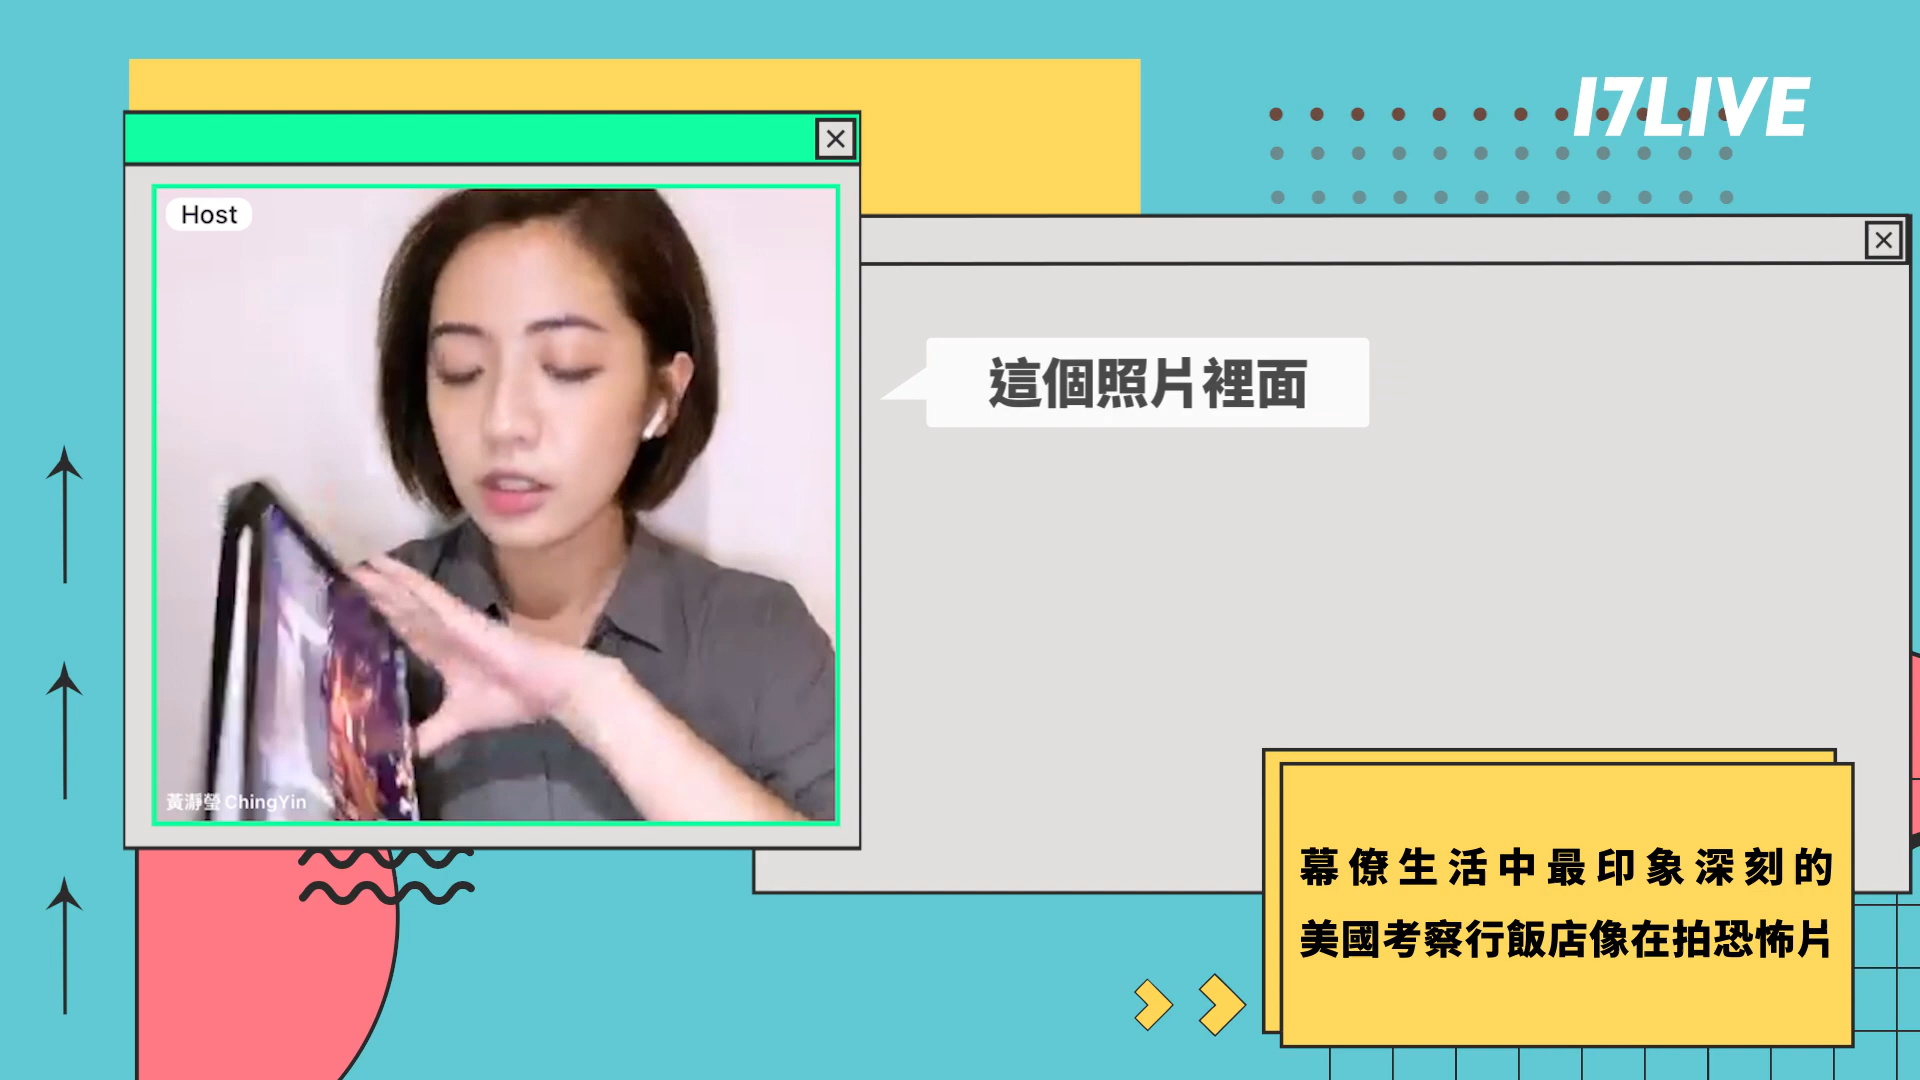 17LIVE
Host
這個照片裡面
黃瀞瑩 ChingYin
幕僚生活中最印象深刻的
美國考察行飯店像在拍恐怖片